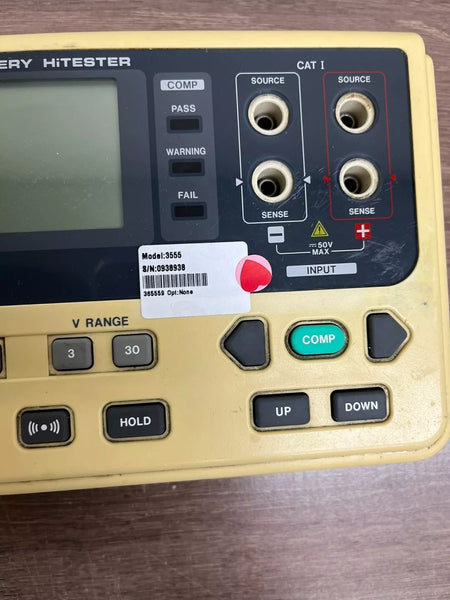 ERY HiTESTER
CAT I
COMP
SOURCE
SOURCE
PASS
WARNING
FAIL
SENSE
SENSE
− +
⎓50V
MAX
INPUT
Model:3555
S/N:0938938
365559 Opt:None
V RANGE
3
30
COMP
HOLD
UP
DOWN